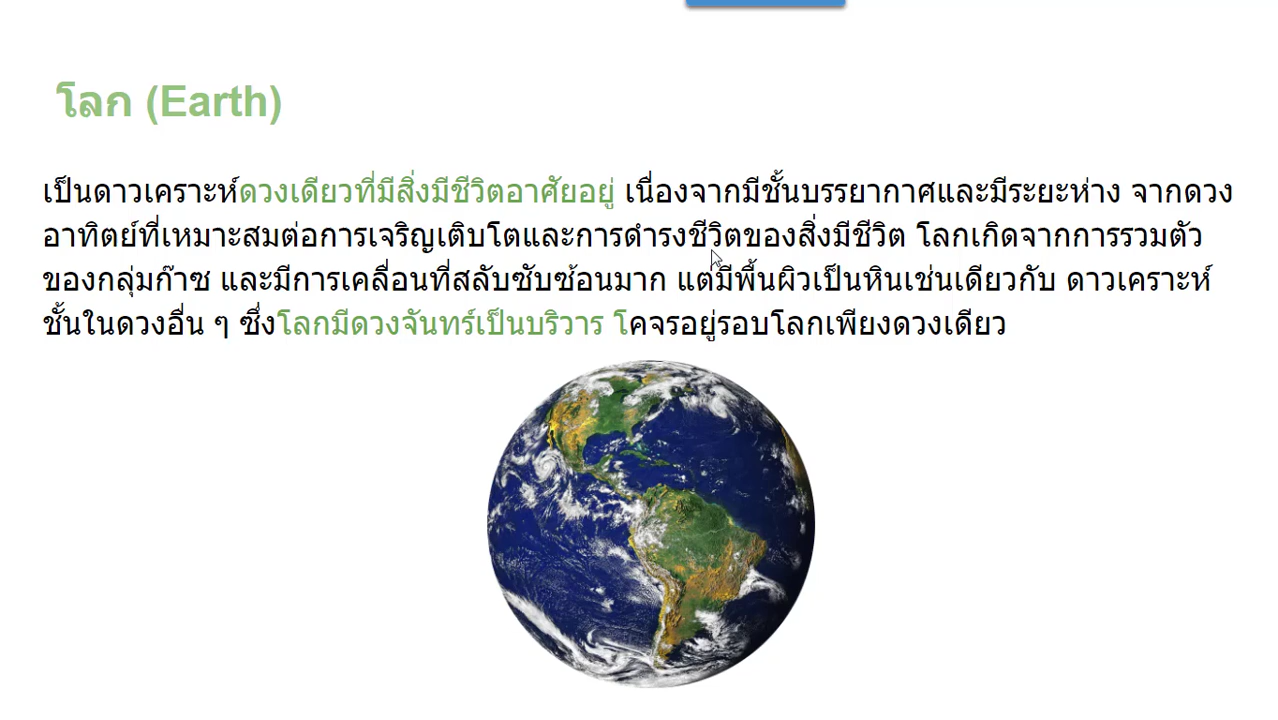 โลก (Earth)
เป็นดาวเคราะห์ดวงเดียวที่มีสิ่งมีชีวิตอาศัยอยู่ เนื่องจากมีชั้นบรรยากาศและมีระยะห่าง จากดวง
อาทิตย์ที่เหมาะสมต่อการเจริญเติบโตและการดำรงชีวิตของสิ่งมีชีวิต โลกเกิดจากการรวมตัว
ของกลุ่มก๊าซ และมีการเคลื่อนที่สลับซับซ้อนมาก แต่มีพื้นผิวเป็นหินเช่นเดียวกับ ดาวเคราะห์
ชั้นในดวงอื่น ๆ ซึ่งโลกมีดวงจันทร์เป็นบริวาร โคจรอยู่รอบโลกเพียงดวงเดียว